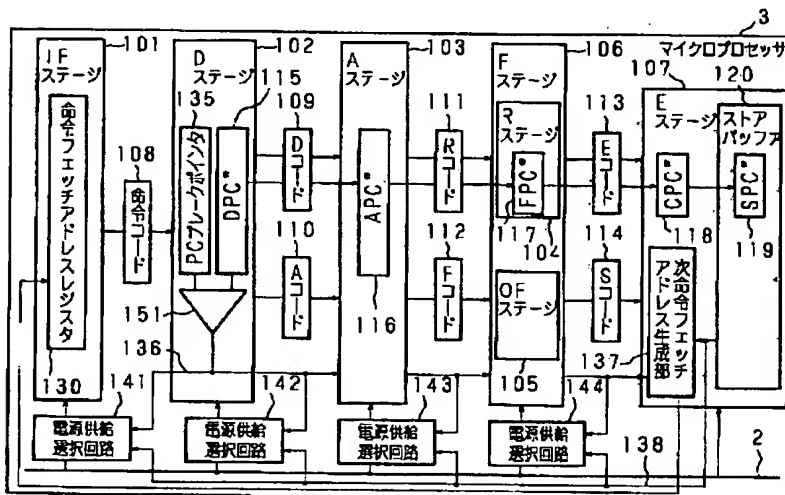 3
101
102
103
106
マイクロプロセッサ
IF
ステージ
命令フェッチアドレスレジスタ
130
108
命令コード
D
ステージ
115
135
PCブレークポインタ
DPC*
151
136
109
Dコード
110
Aコード
A
ステージ
APC*
116
111
Rコード
112
Fコード
F
ステージ
R
ステージ
FPC*
117
104
OF
ステージ
105
113
Eコード
114
Sコード
107
E
ステージ
CPC*
118
120
ストア
バッファ
SPC*
119
次命令フェッチ
アドレス生成部
137
141
電源供給
選択回路
142
電源供給
選択回路
143
電源供給
選択回路
144
電源供給
選択回路
138
2